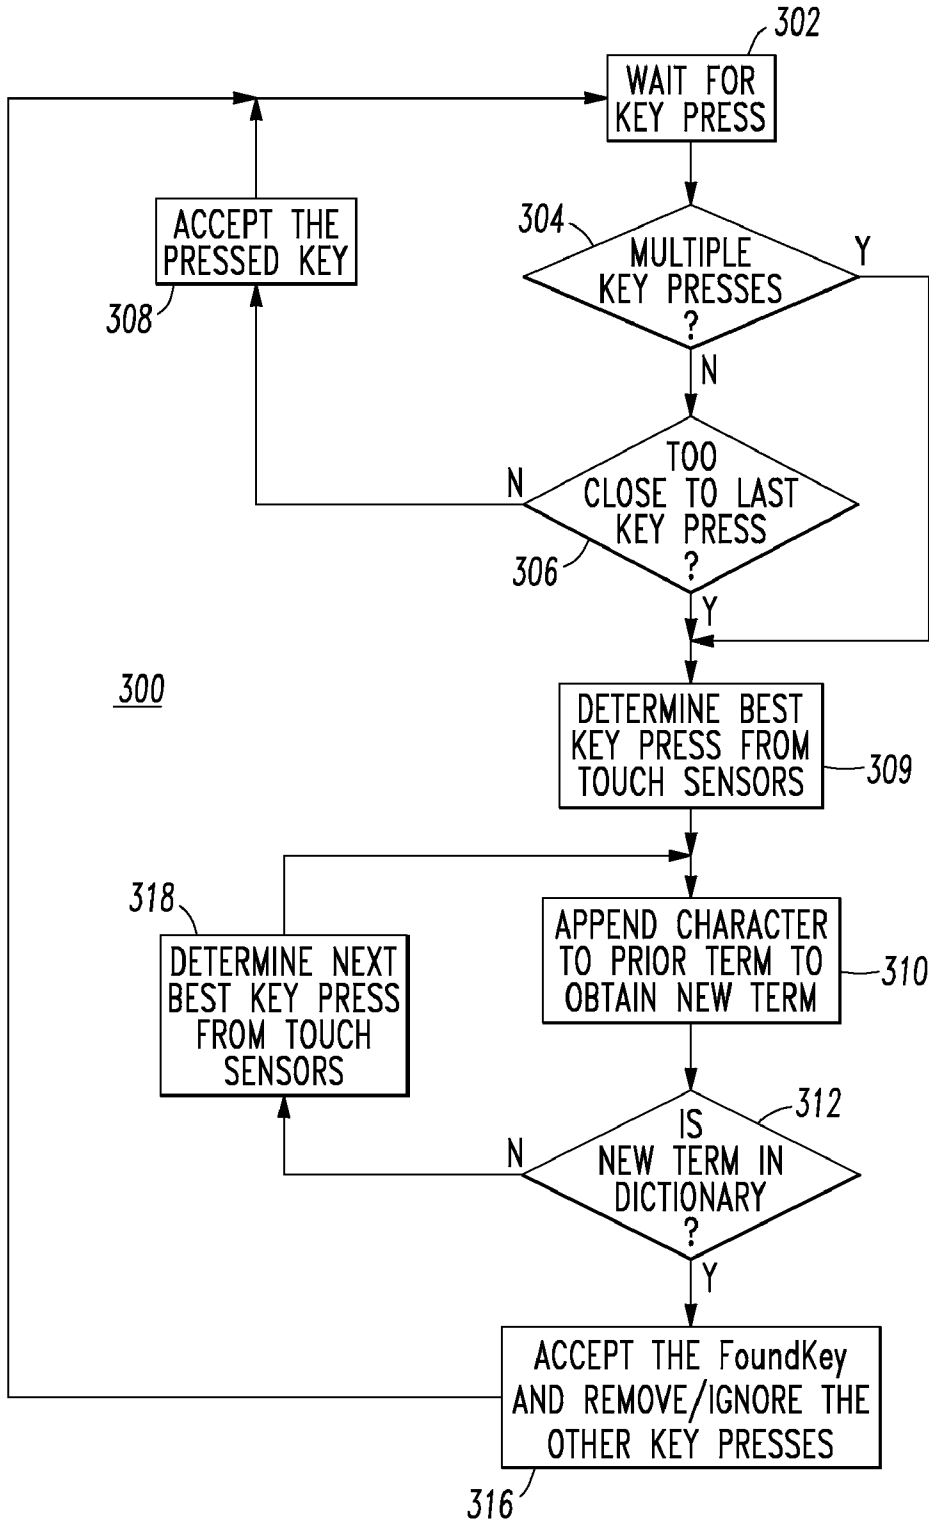 302
WAIT FOR
KEY PRESS
ACCEPT THE
PRESSED KEY
308
304
MULTIPLE
KEY PRESSES
?
Y
N
TOO
CLOSE TO LAST
KEY PRESS
?
N
306
Y
300
DETERMINE BEST
KEY PRESS FROM
TOUCH SENSORS
309
318
DETERMINE NEXT
BEST KEY PRESS
FROM TOUCH
SENSORS
APPEND CHARACTER
TO PRIOR TERM TO
OBTAIN NEW TERM
310
312
IS
NEW TERM IN
DICTIONARY
?
N
Y
ACCEPT THE FoundKey
AND REMOVE/IGNORE THE
OTHER KEY PRESSES
316